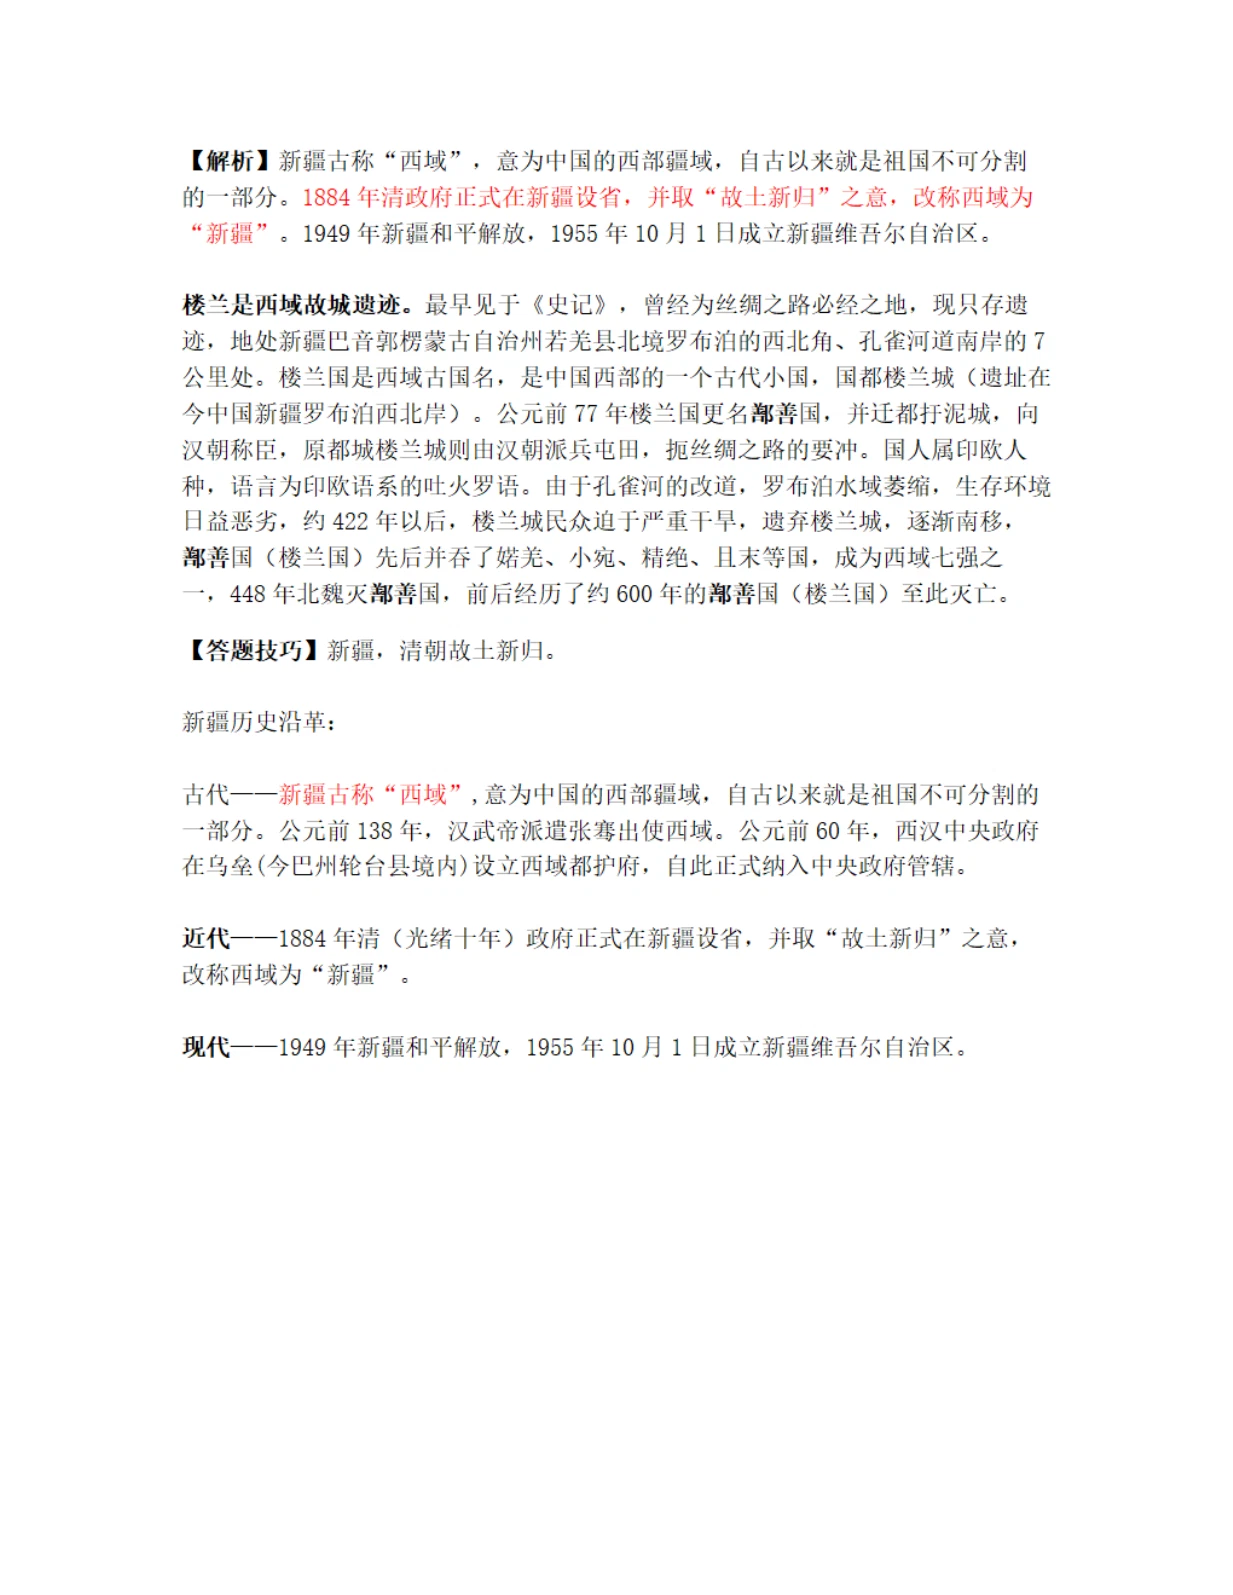 【解析】新疆古称“西域”，意为中国的西部疆域，自古以来就是祖国不可分割
的一部分。1884 年清政府正式在新疆设省，并取“故土新归”之意，改称西域为
“新疆”。1949 年新疆和平解放，1955 年 10 月 1 日成立新疆维吾尔自治区。
楼兰是西域故城遗迹。最早见于《史记》，曾经为丝绸之路必经之地，现只存遗
迹，地处新疆巴音郭楞蒙古自治州若羌县北境罗布泊的西北角、孔雀河道南岸的 7
公里处。楼兰国是西域古国名，是中国西部的一个古代小国，国都楼兰城（遗址在
今中国新疆罗布泊西北岸）。公元前 77 年楼兰国更名鄯善国，并迁都扜泥城，向
汉朝称臣，原都城楼兰城则由汉朝派兵屯田，扼丝绸之路的要冲。国人属印欧人
种，语言为印欧语系的吐火罗语。由于孔雀河的改道，罗布泊水域萎缩，生存环境
日益恶劣，约 422 年以后，楼兰城民众迫于严重干旱，遗弃楼兰城，逐渐南移，
鄯善国（楼兰国）先后并吞了婼羌、小宛、精绝、且末等国，成为西域七强之
一，448 年北魏灭鄯善国，前后经历了约 600 年的鄯善国（楼兰国）至此灭亡。
【答题技巧】新疆，清朝故土新归。
新疆历史沿革：
古代——新疆古称“西域”,意为中国的西部疆域，自古以来就是祖国不可分割的
一部分。公元前 138 年，汉武帝派遣张骞出使西域。公元前 60 年，西汉中央政府
在乌垒(今巴州轮台县境内)设立西域都护府，自此正式纳入中央政府管辖。
近代——1884 年清（光绪十年）政府正式在新疆设省，并取“故土新归”之意，
改称西域为“新疆”。
现代——1949 年新疆和平解放，1955 年 10 月 1 日成立新疆维吾尔自治区。